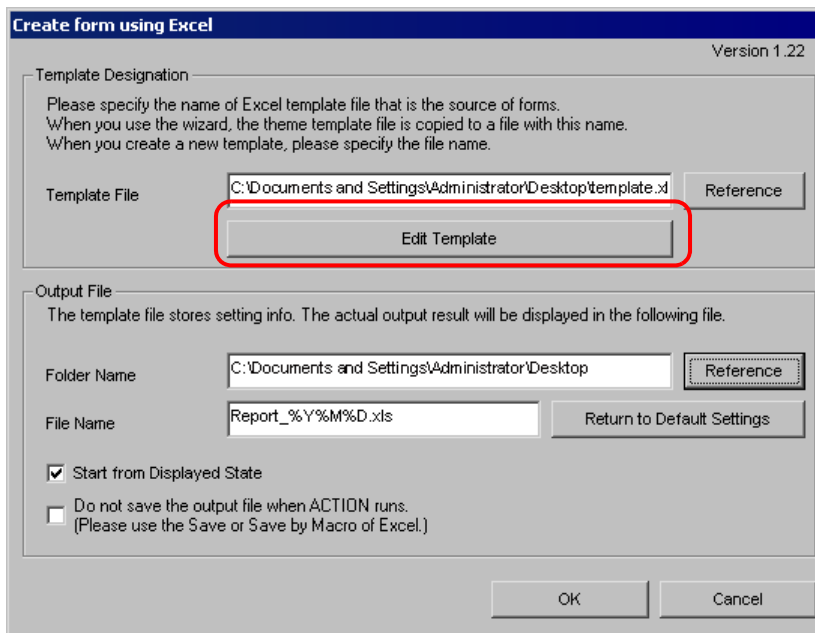 Create form using Excel
Version 1.22
Template Designation
Please specify the name of Excel template file that is the source of forms.
When you use the wizard, the theme template file is copied to a file with this name.
When you create a new template, please specify the file name.
Template File
C:\Documents and Settings\Administrator\Desktop\template.xl
Reference
Edit Template
Output File
The template file stores setting info. The actual output result will be displayed in the following file.
Folder Name
C:\Documents and Settings\Administrator\Desktop
Reference
File Name
Report_%Y%M%D.xls
Return to Default Settings
Start from Displayed State
Do not save the output file when ACTION runs.
(Please use the Save or Save by Macro of Excel.)
OK
Cancel